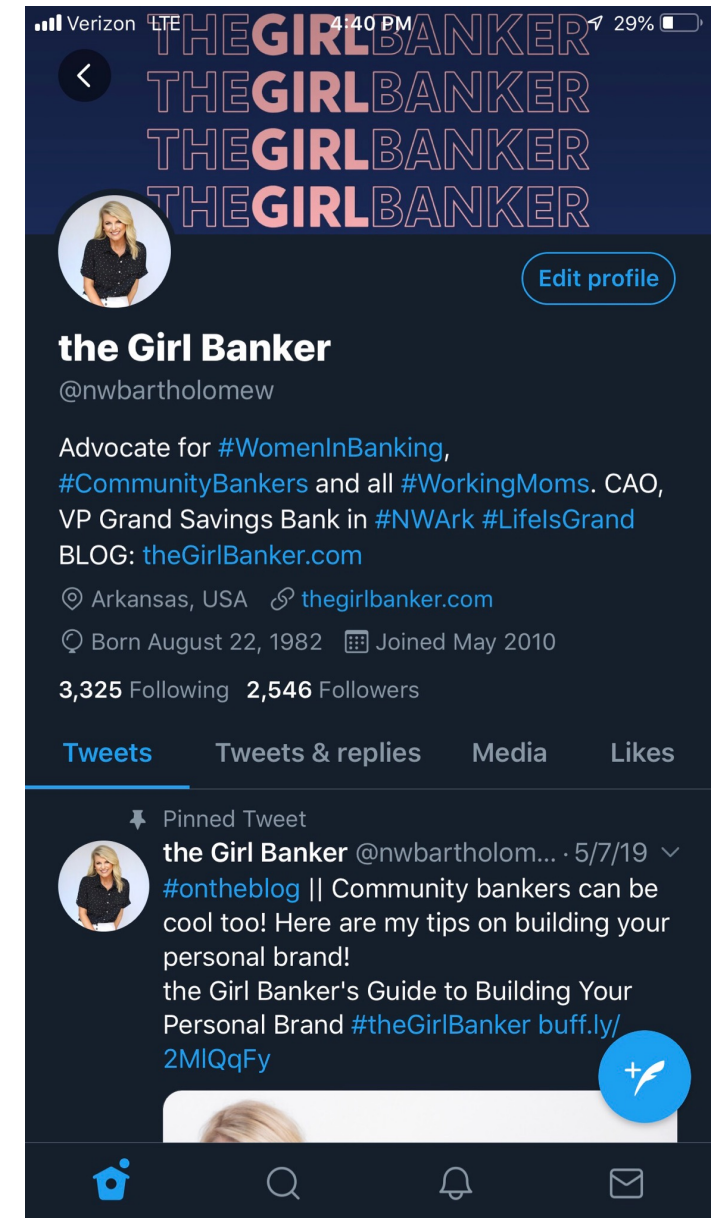 Verizon LTE 4:40 PM 29%
THEGIRLBANKER
THEGIRLBANKER
THEGIRLBANKER
THEGIRLBANKER
Edit profile
the Girl Banker
@nwbartholomew
Advocate for #WomenInBanking,
#CommunityBankers and all #WorkingMoms. CAO,
VP Grand Savings Bank in #NWArk #LifeIsGrand
BLOG: theGirlBanker.com
Arkansas, USA thegirlbanker.com
Born August 22, 1982 Joined May 2010
3,325 Following 2,546 Followers
Tweets Tweets & replies Media Likes
Pinned Tweet
the Girl Banker @nwbartholom... · 5/7/19
#ontheblog || Community bankers can be
cool too! Here are my tips on building your
personal brand!
the Girl Banker's Guide to Building Your
Personal Brand #theGirlBanker buff.ly/
2MlQqFy